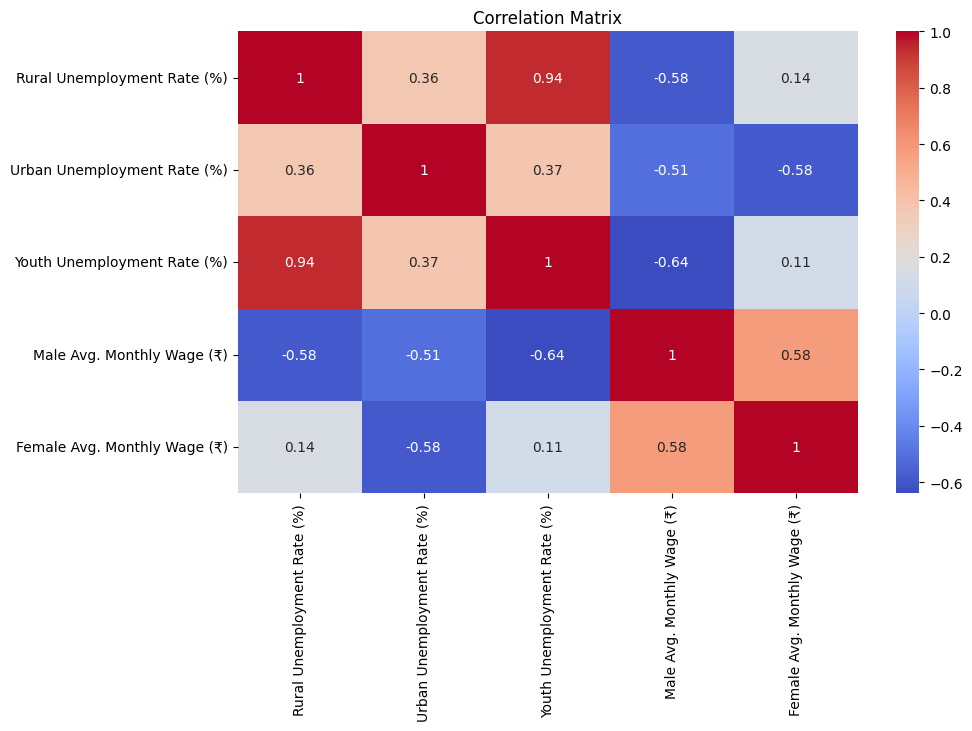 Correlation Matrix
Rural Unemployment Rate (%) 1 0.36 0.94 -0.58 0.14
Urban Unemployment Rate (%) 0.36 1 0.37 -0.51 -0.58
Youth Unemployment Rate (%) 0.94 0.37 1 -0.64 0.11
Male Avg. Monthly Wage (₹) -0.58 -0.51 -0.64 1 0.58
Female Avg. Monthly Wage (₹) 0.14 -0.58 0.11 0.58 1
Rural Unemployment Rate (%)
Urban Unemployment Rate (%)
Youth Unemployment Rate (%)
Male Avg. Monthly Wage (₹)
Female Avg. Monthly Wage (₹)
1.0
0.8
0.6
0.4
0.2
0.0
−0.2
−0.4
−0.6